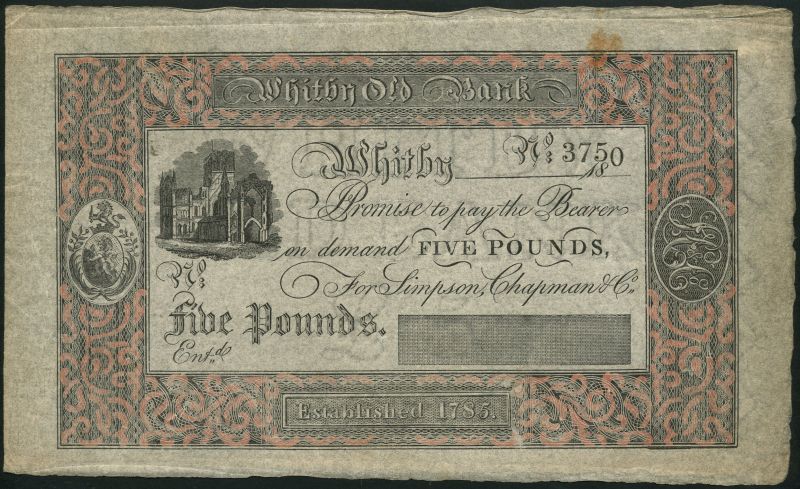 Whitby Old Bank
Whitby No: 3750
18
I Promise to pay the Bearer
on demand FIVE POUNDS,
For Simpson, Chapman & Co.
No:
Five Pounds.
Ent.d
Established 1785.